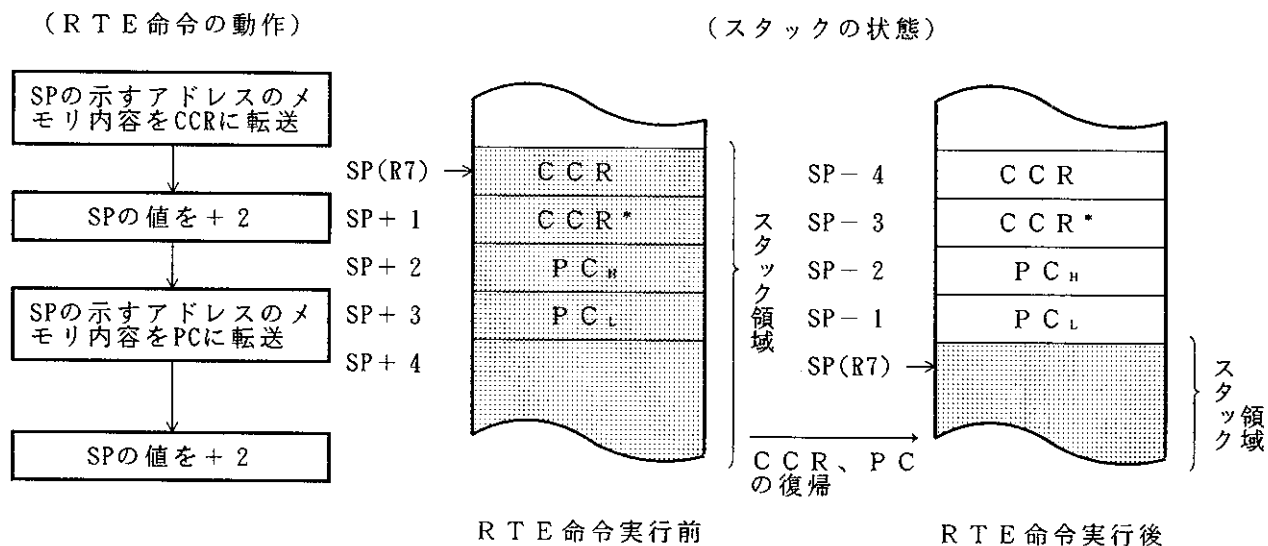 (RTE命令の動作)
(スタックの状態)
SPの示すアドレスのメ
モリ内容をCCRに転送
SPの値を+2
SPの示すアドレスのメ
モリ内容をPCに転送
SPの値を+2
SP(R7)
SP+1
SP+2
SP+3
SP+4
CCR
CCR*
PCH
PCL
スタック領域
SP-4
SP-3
SP-2
SP-1
SP(R7)
CCR
CCR*
PCH
PCL
スタック
領域
CCR、PC
の復帰
RTE命令実行前
RTE命令実行後